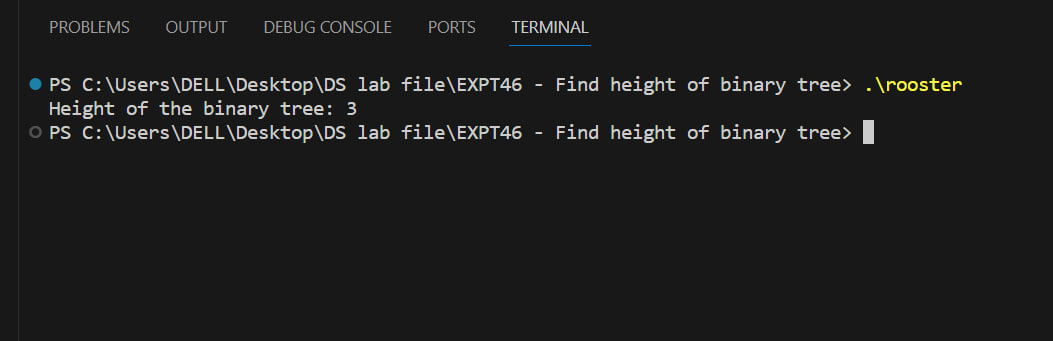 PROBLEMS OUTPUT DEBUG CONSOLE PORTS TERMINAL
PS C:\Users\DELL\Desktop\DS lab file\EXPT46 - Find height of binary tree> .\rooster
Height of the binary tree: 3
PS C:\Users\DELL\Desktop\DS lab file\EXPT46 - Find height of binary tree>